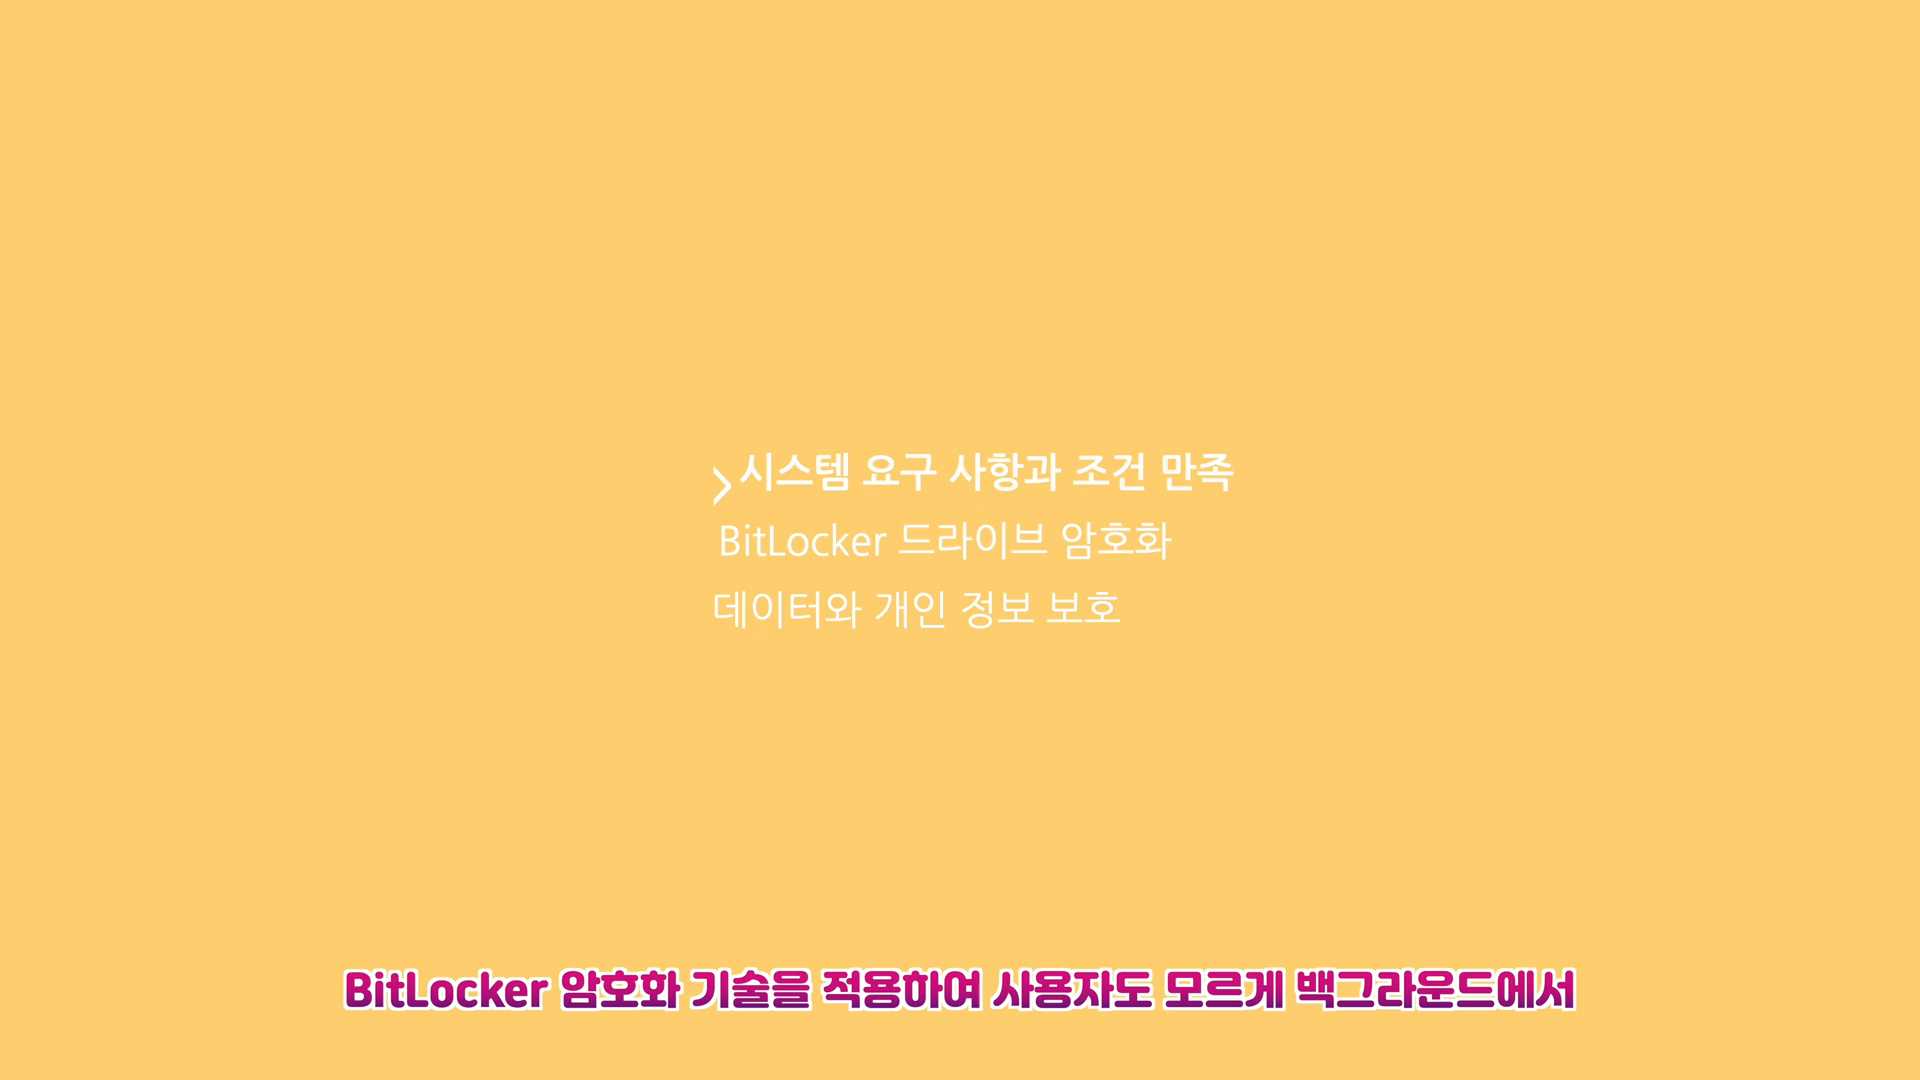 시스템 요구 사항과 조건 만족
BitLocker 드라이브 암호화
데이터와 개인 정보 보호
BitLocker 암호화 기술을 적용하여 사용자도 모르게 백그라운드에서